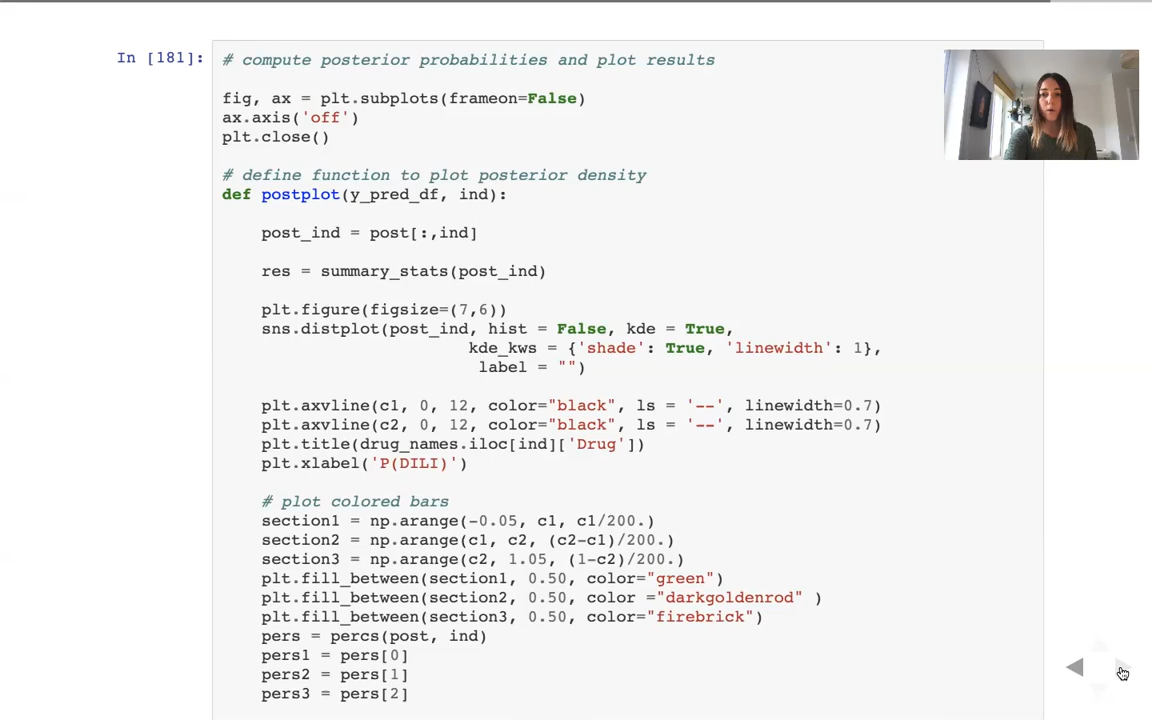 In [181]:
# compute posterior probabilities and plot results
fig, ax = plt.subplots(frameon=False)
ax.axis('off')
plt.close()
# define function to plot posterior density
def postplot(y_pred_df, ind):
post_ind = post[:,ind]
res = summary_stats(post_ind)
plt.figure(figsize=(7,6))
sns.distplot(post_ind, hist = False, kde = True,
kde_kws = {'shade': True, 'linewidth': 1},
label = "")
plt.axvline(c1, 0, 12, color="black", ls = '--', linewidth=0.7)
plt.axvline(c2, 0, 12, color="black", ls = '--', linewidth=0.7)
plt.title(drug_names.iloc[ind]['Drug'])
plt.xlabel('P(DILI)')
# plot colored bars
section1 = np.arange(-0.05, c1, c1/200.)
section2 = np.arange(c1, c2, (c2-c1)/200.)
section3 = np.arange(c2, 1.05, (1-c2)/200.)
plt.fill_between(section1, 0.50, color="green")
plt.fill_between(section2, 0.50, color ="darkgoldenrod" )
plt.fill_between(section3, 0.50, color="firebrick")
pers = percs(post, ind)
pers1 = pers[0]
pers2 = pers[1]
pers3 = pers[2]